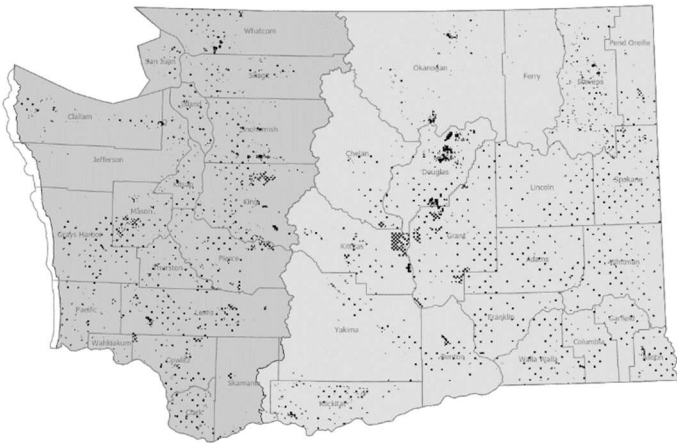 Whatcom
San Juan
Skagit
Okanogan
Ferry
Stevens
Pend Oreille
Island
Clallam
Snohomish
Jefferson
Chelan
Douglas
Lincoln
Spokane
Kitsap
King
Mason
Grays Harbor
Kittitas
Grant
Adams
Whitman
Thurston
Pierce
Pacific
Lewis
Yakima
Franklin
Garfield
Wahkiakum
Cowlitz
Benton
Walla Walla
Columbia
Asotin
Skamania
Clark
Klickitat